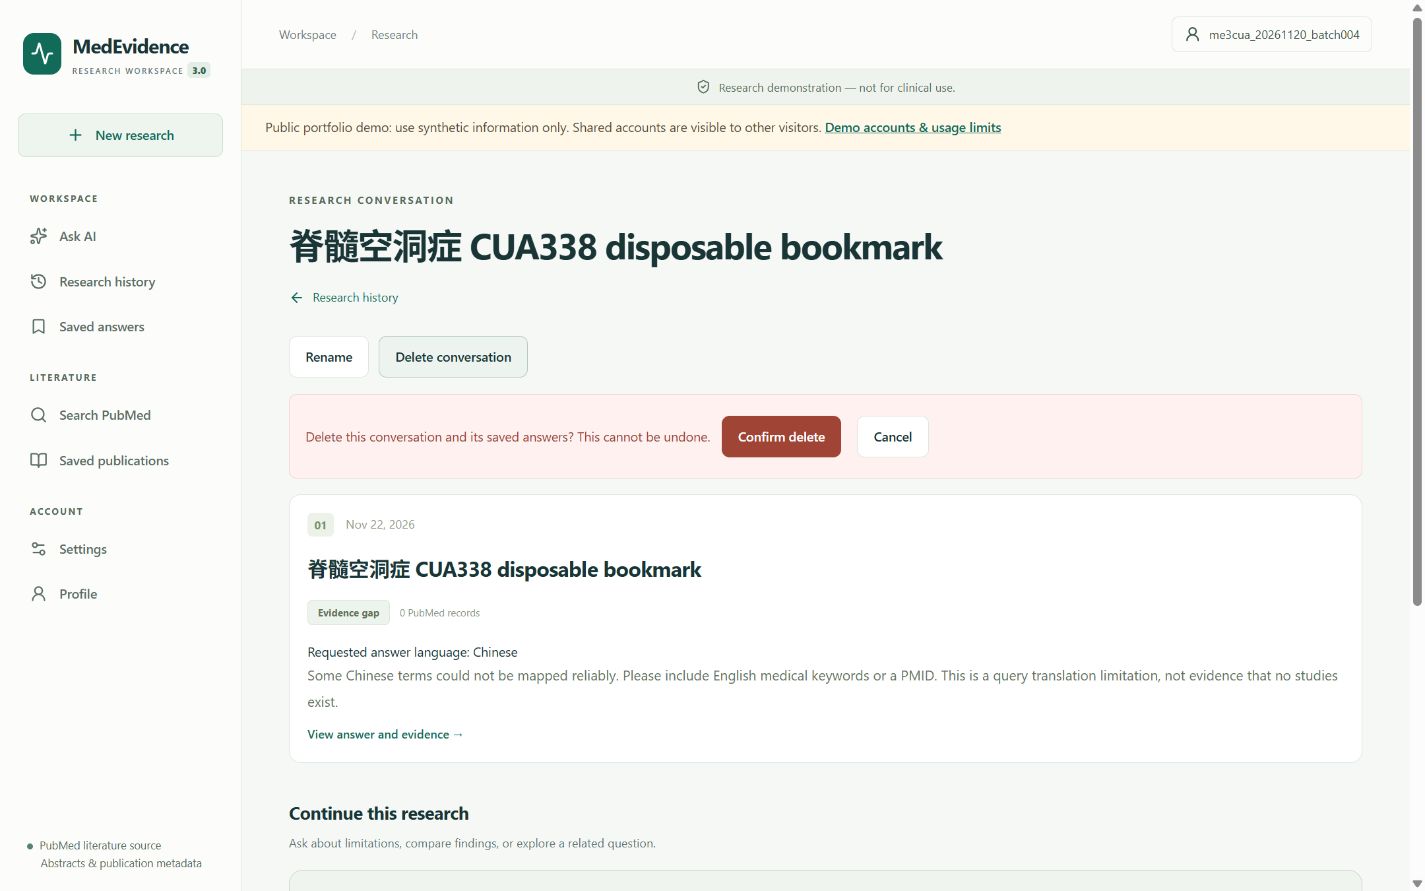 MedEvidence
RESEARCH WORKSPACE 3.0
New research
WORKSPACE
Ask AI
Research history
Saved answers
LITERATURE
Search PubMed
Saved publications
ACCOUNT
Settings
Profile
PubMed literature source
Abstracts & publication metadata
Workspace / Research
me3cua_20261120_batch004
Research demonstration — not for clinical use.
Public portfolio demo: use synthetic information only. Shared accounts are visible to other visitors. Demo accounts & usage limits
RESEARCH CONVERSATION
脊髓空洞症 CUA338 disposable bookmark
← Research history
Rename Delete conversation
Delete this conversation and its saved answers? This cannot be undone. Confirm delete Cancel
01 Nov 22, 2026
脊髓空洞症 CUA338 disposable bookmark
Evidence gap 0 PubMed records
Requested answer language: Chinese
Some Chinese terms could not be mapped reliably. Please include English medical keywords or a PMID. This is a query translation limitation, not evidence that no studies
exist.
View answer and evidence →
Continue this research
Ask about limitations, compare findings, or explore a related question.